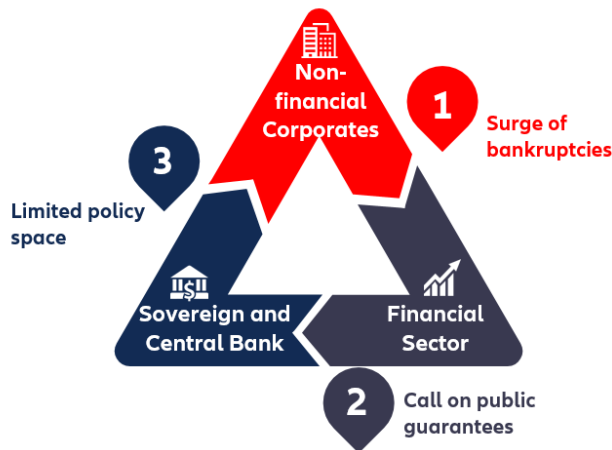 Non-
financial
Corporates
1
Surge of
bankruptcies
3
Limited policy
space
Sovereign and
Central Bank
$
Financial
Sector
2
Call on public
guarantees